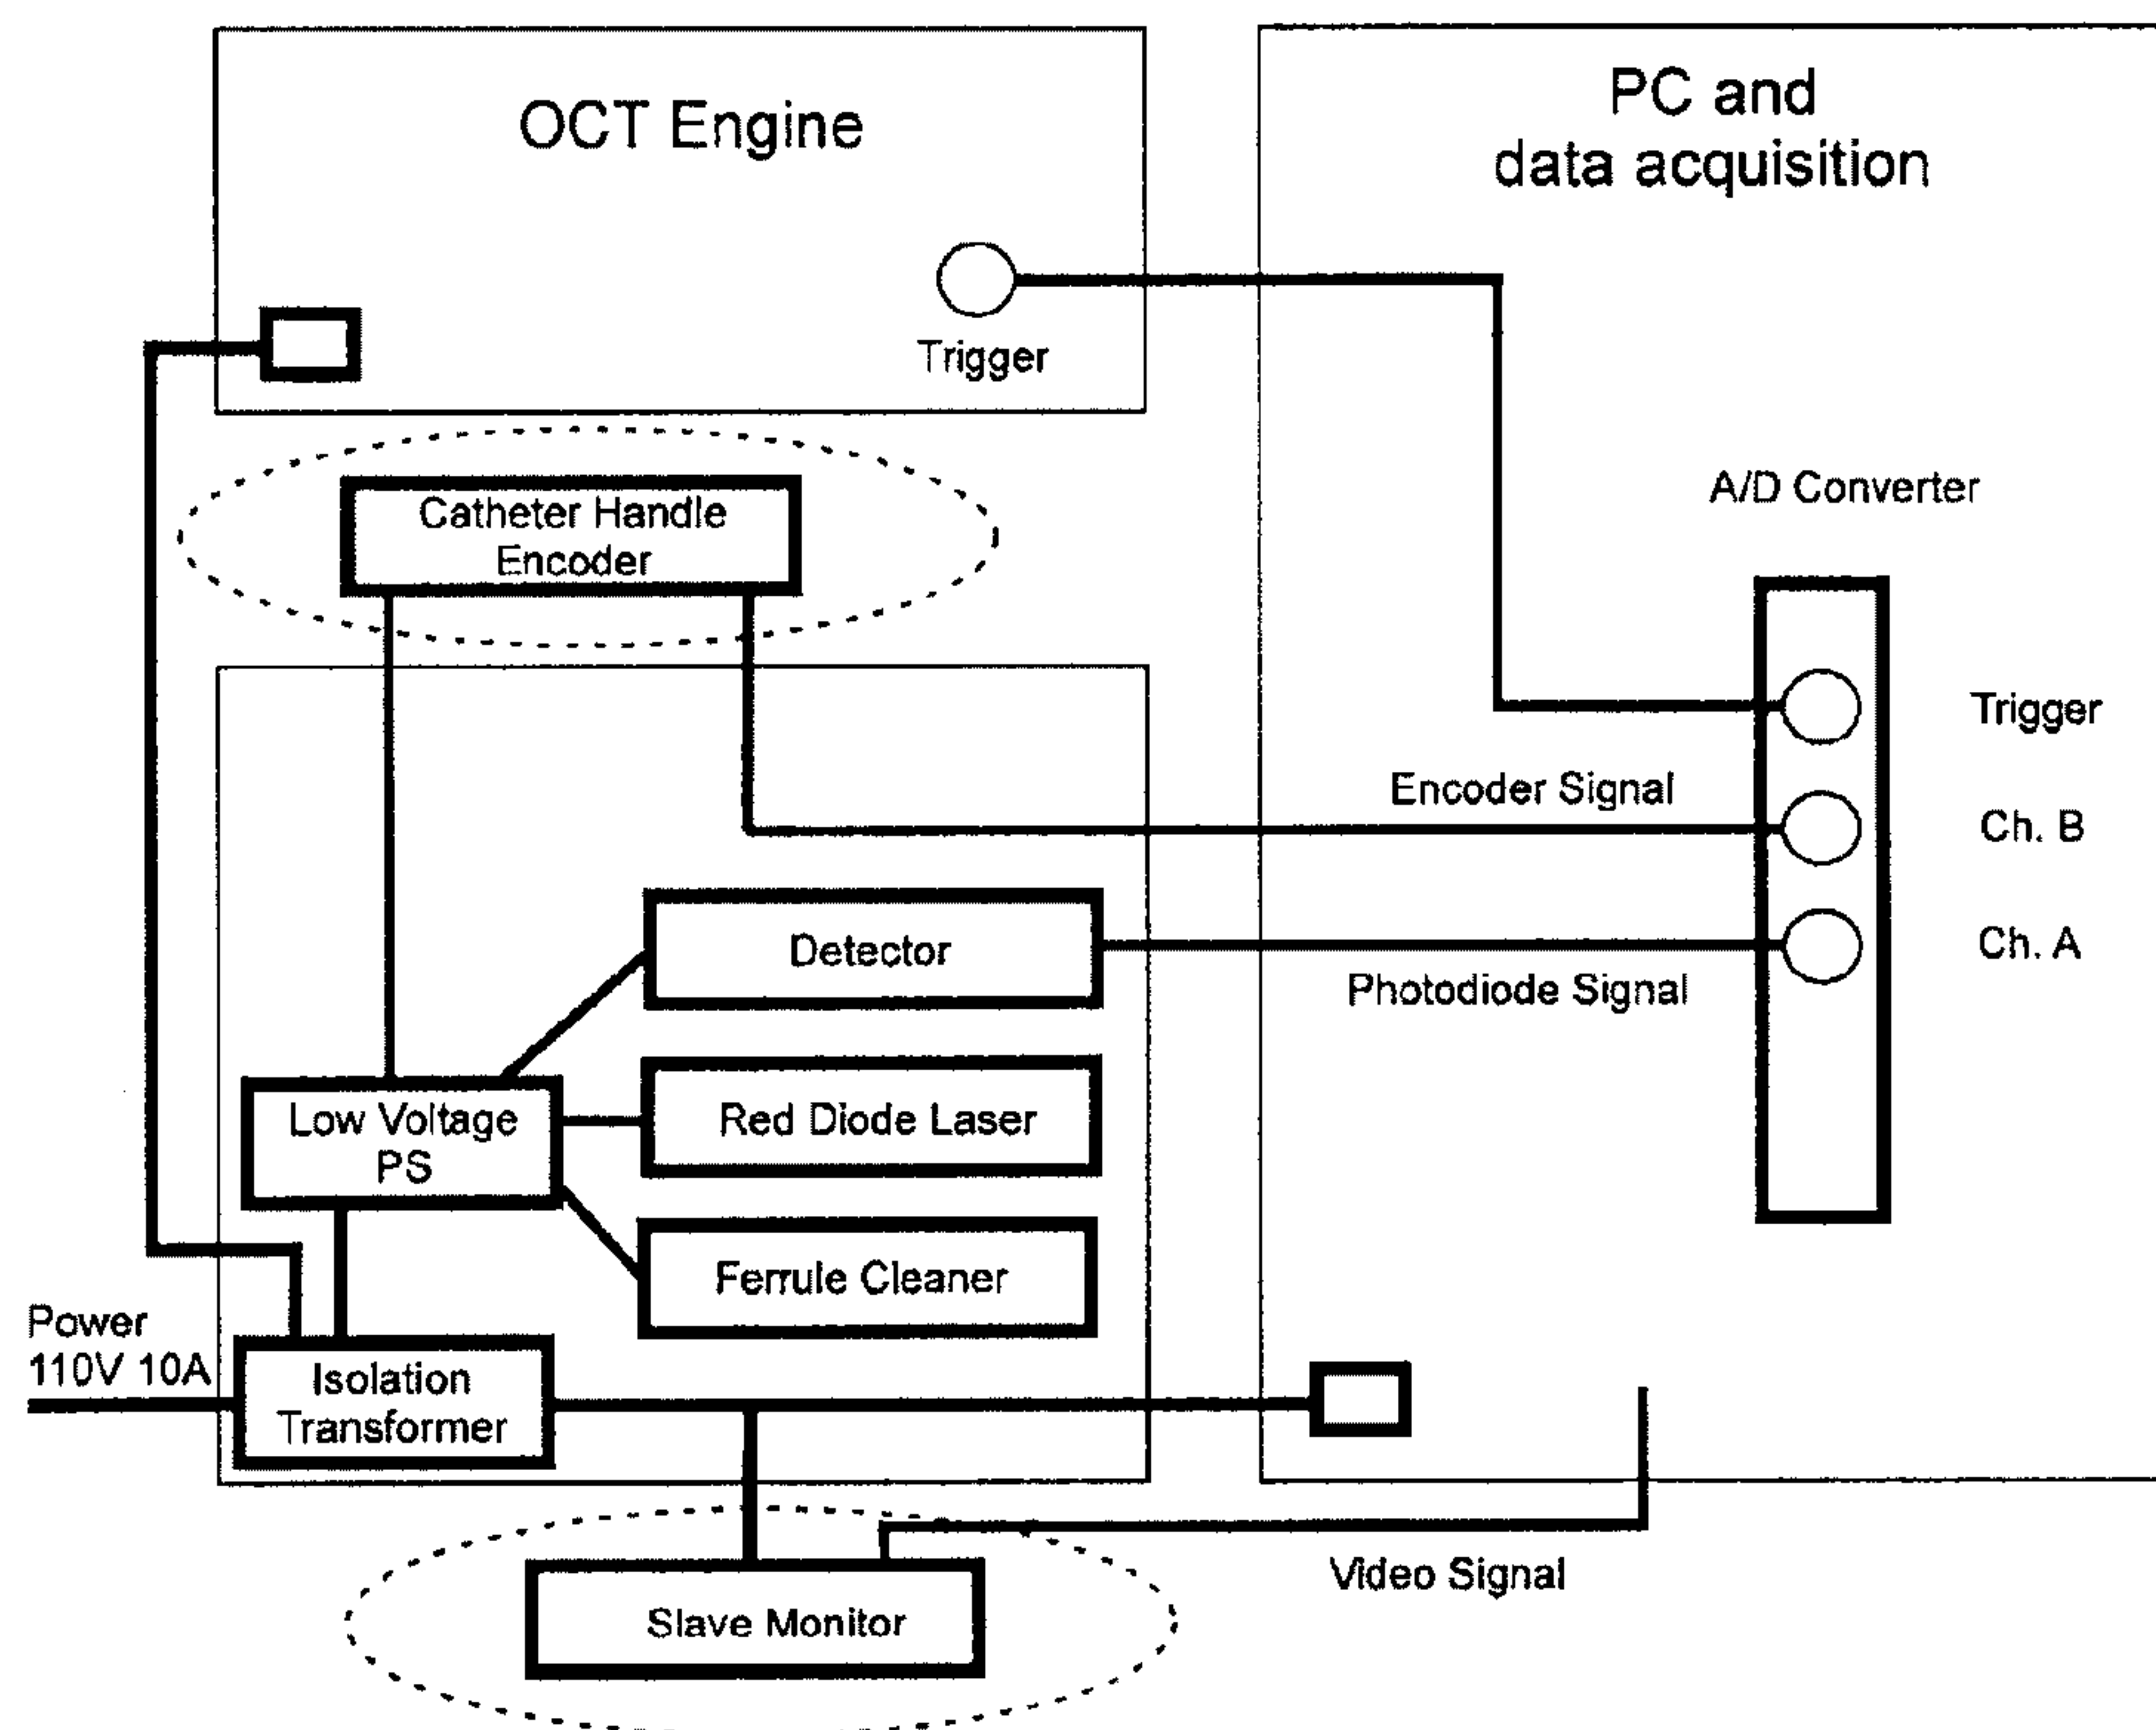 OCT Engine
PC and
data acquisition
Trigger
A/D Converter
Catheter Handle
Encoder
Trigger
Encoder Signal
Ch. B
Detector
Ch. A
Photodiode Signal
Low Voltage
PS
Red Diode Laser
Ferrule Cleaner
Power
110V 10A
Isolation
Transformer
Video Signal
Slave Monitor